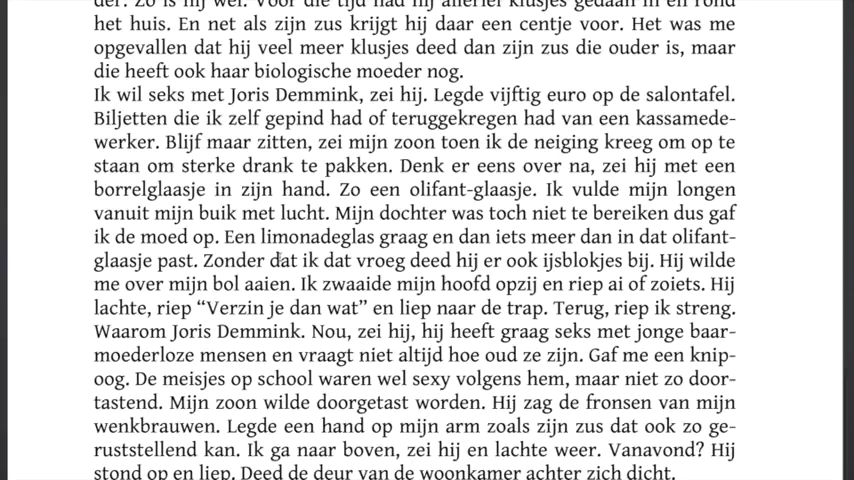 der. Zo is hij wel. Voor die tijd had hij allerlei klusjes gedaan in en rond
het huis. En net als zijn zus krijgt hij daar een centje voor. Het was me
opgevallen dat hij veel meer klusjes deed dan zijn zus die ouder is, maar
die heeft ook haar biologische moeder nog.
Ik wil seks met Joris Demmink, zei hij. Legde vijftig euro op de salontafel.
Biljetten die ik zelf gepind had of teruggekregen had van een kassamede-
werker. Blijf maar zitten, zei mijn zoon toen ik de neiging kreeg om op te
staan om sterke drank te pakken. Denk er eens over na, zei hij met een
borrelglaasje in zijn hand. Zo een olifant-glaasje. Ik vulde mijn longen
vanuit mijn buik met lucht. Mijn dochter was toch niet te bereiken dus gaf
ik de moed op. Een limonadeglas graag en dan iets meer dan in dat olifant-
glaasje past. Zonder dat ik dat vroeg deed hij er ook ijsblokjes bij. Hij wilde
me over mijn bol aaien. Ik zwaaide mijn hoofd opzij en riep ai of zoiets. Hij
lachte, riep “Verzin je dan wat” en liep naar de trap. Terug, riep ik streng.
Waarom Joris Demmink. Nou, zei hij, hij heeft graag seks met jonge baar-
moederloze mensen en vraagt niet altijd hoe oud ze zijn. Gaf me een knip-
oog. De meisjes op school waren wel sexy volgens hem, maar niet zo door-
tastend. Mijn zoon wilde doorgetast worden. Hij zag de fronsen van mijn
wenkbrauwen. Legde een hand op mijn arm zoals zijn zus dat ook zo ge-
ruststellend kan. Ik ga naar boven, zei hij en lachte weer. Vanavond? Hij
stond op en liep. Deed de deur van de woonkamer achter zich dicht.